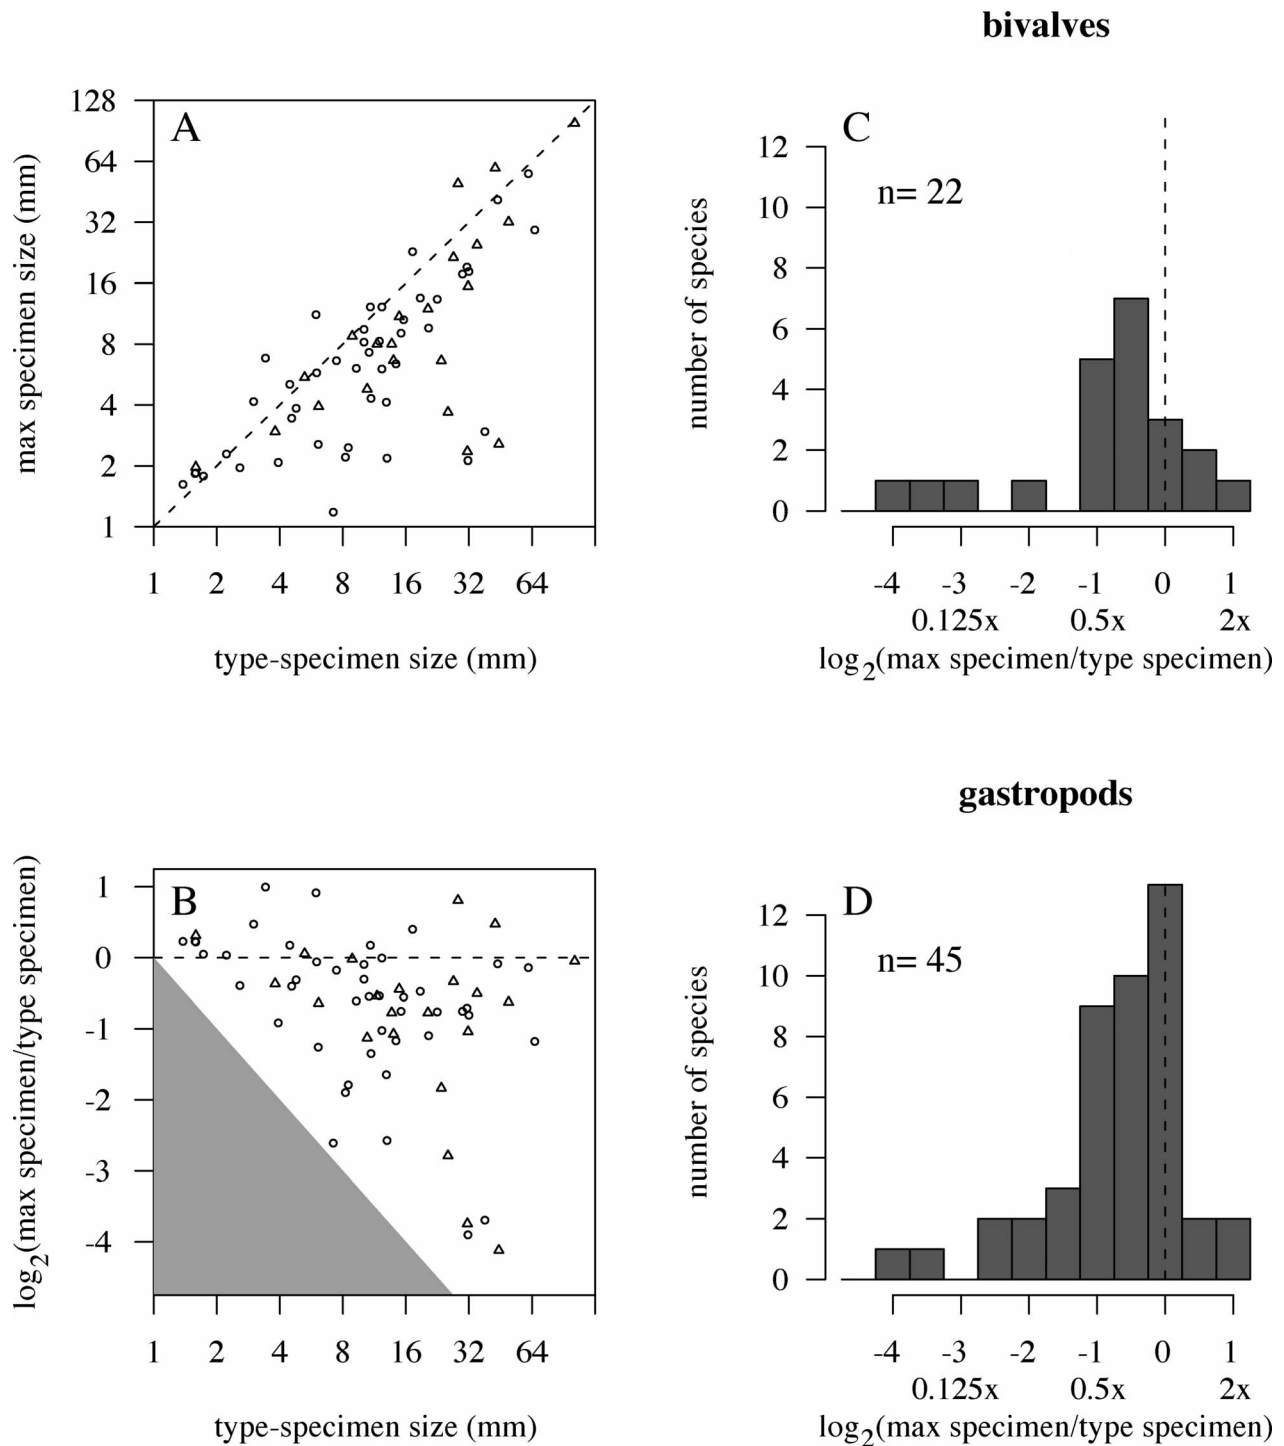 A
128
64
32
16
8
4
2
1
max specimen size (mm)
1 2 4 8 16 32 64
type-specimen size (mm)
bivalves
C
n= 22
12
10
8
6
4
2
0
number of species
-4 -3 -2 -1 0 1
0.125x 0.5x 2x
log2(max specimen/type specimen)
B
1
0
-1
-2
-3
-4
log2(max specimen/type specimen)
1 2 4 8 16 32 64
type-specimen size (mm)
gastropods
D
n= 45
12
10
8
6
4
2
0
number of species
-4 -3 -2 -1 0 1
0.125x 0.5x 2x
log2(max specimen/type specimen)